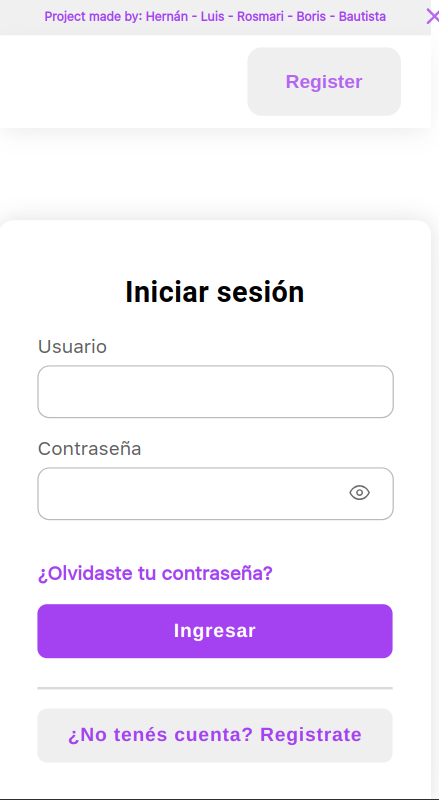 Project made by: Hernán - Luis - Rosmari - Boris - Bautista
Register
Iniciar sesión
Usuario
Contraseña
¿Olvidaste tu contraseña?
Ingresar
¿No tenés cuenta? Registrate